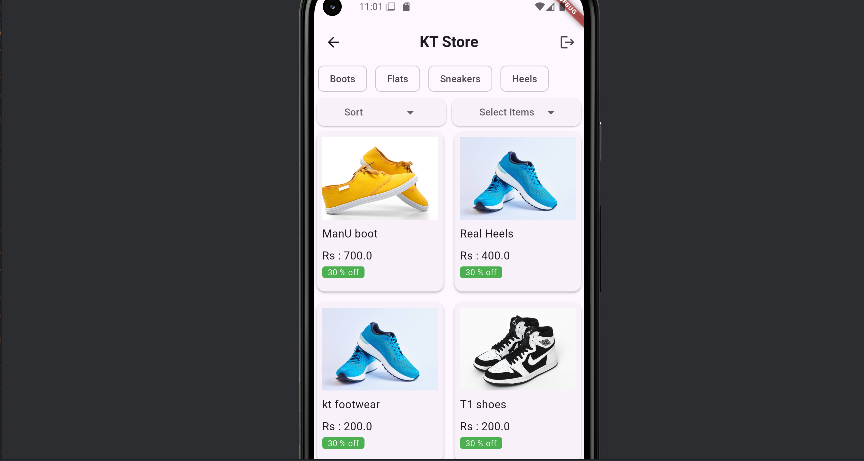 11:01
KT Store
Boots Flats Sneakers Heels
Sort Select Items
ManU boot Real Heels
Rs : 700.0 Rs : 400.0
30 % off 30 % off
kt footwear T1 shoes
Rs : 200.0 Rs : 200.0
30 % off 30 % off